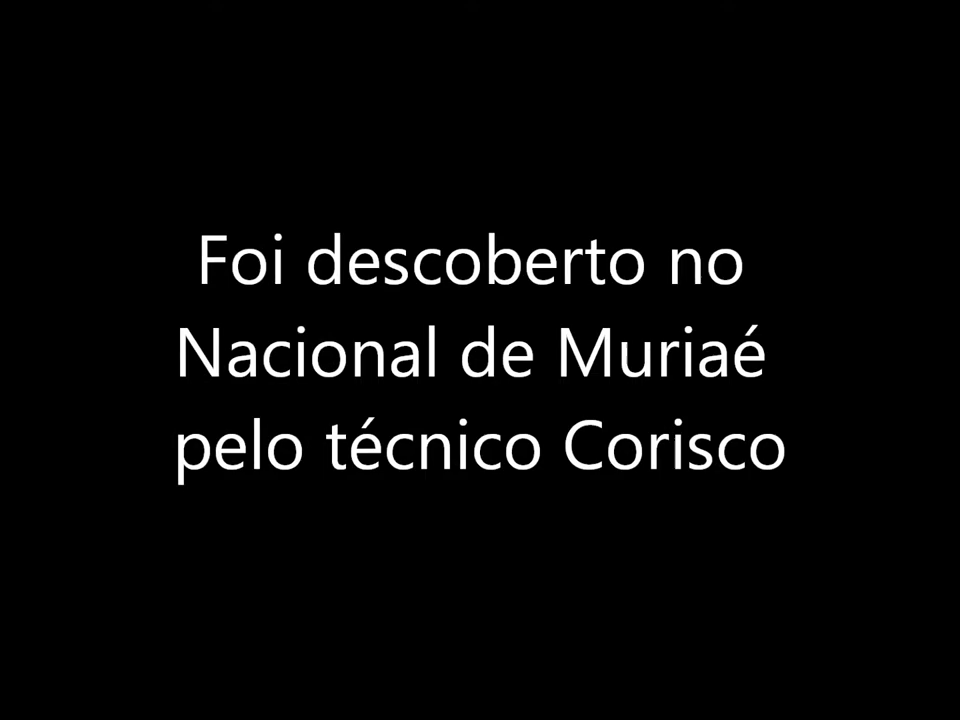 Foi descoberto no
Nacional de Muriaé
pelo técnico Corisco